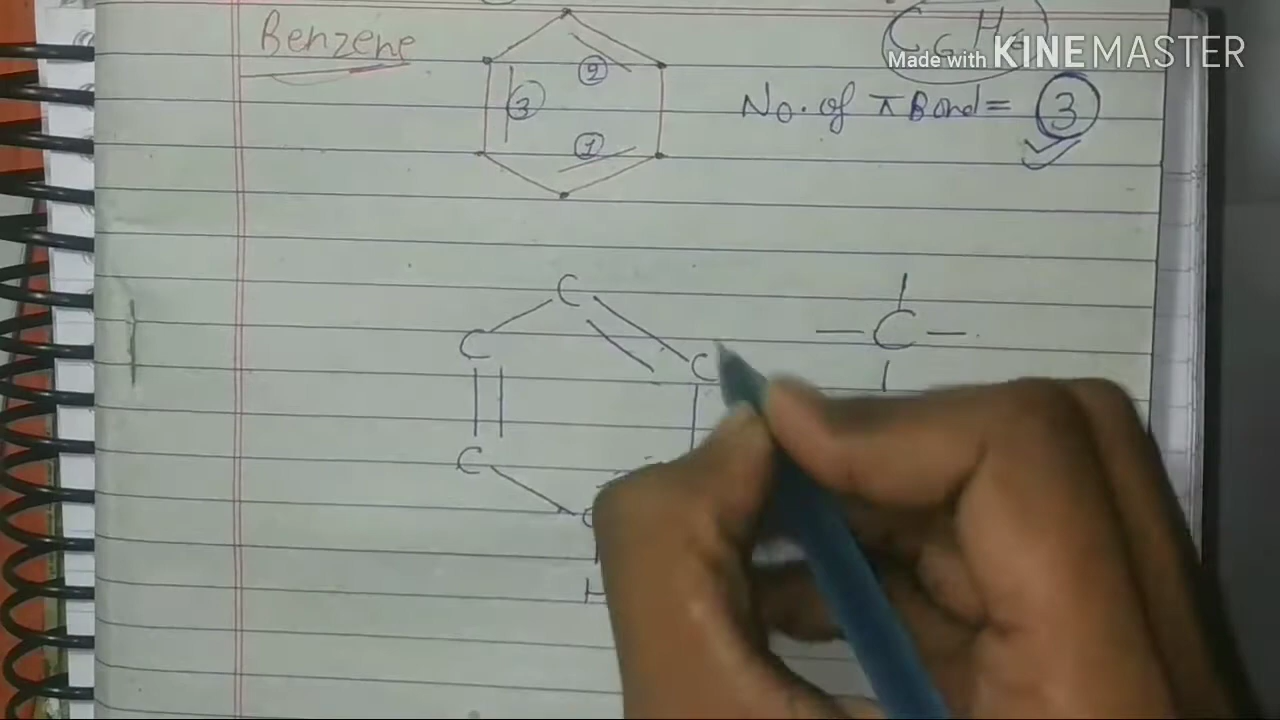 Benzene
C6H6
Made with KINEMASTER
② 
No. of π Bond = ③
③
①
C
C
C
C
C
C
H